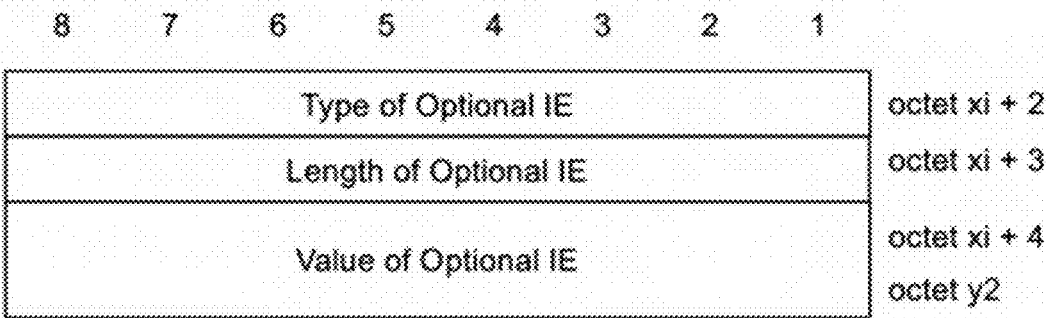 8 7 6 5 4 3 2 1
Type of Optional IE octet xi + 2
Length of Optional IE octet xi + 3
Value of Optional IE octet xi + 4
octet y2